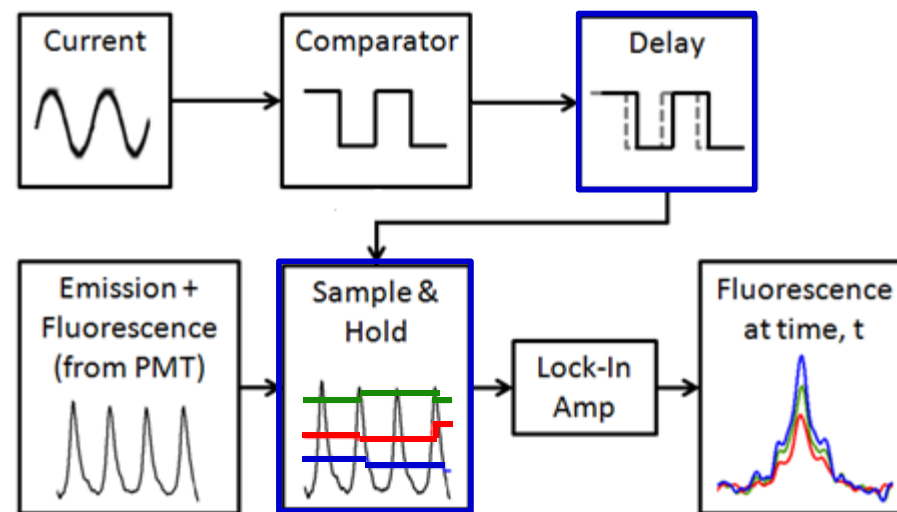 Current
Comparator
Delay
Emission +
Fluorescence
(from PMT)
Sample &
Hold
Lock-In
Amp
Fluorescence
at time, t